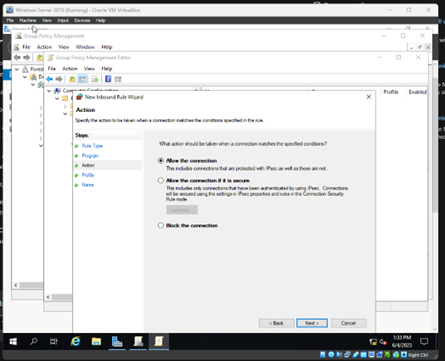 Windows Server 2019 [Running] - Oracle VM VirtualBox
File Machine View Input Devices Help
Group Policy Management
File Action View Window Help
Group Policy Management Editor
File Action View Help
Computer Configuration
Profile Enabled
New Inbound Rule Wizard
Action
Specify the action to be taken when a connection matches the conditions specified in the rule.
Steps:
Rule Type
Program
Action
Profile
Name
What action should be taken when a connection matches the specified conditions?
Allow the connection
This includes connections that are protected with IPsec as well as those are not.
Allow the connection if it is secure
This includes only connections that have been authenticated by using IPsec. Connections
will be secured using the settings in IPsec properties and rules in the Connection Security
Rule node.
Block the connection
< Back Next > Cancel
1:33 PM
6/4/2023
Right Ctrl